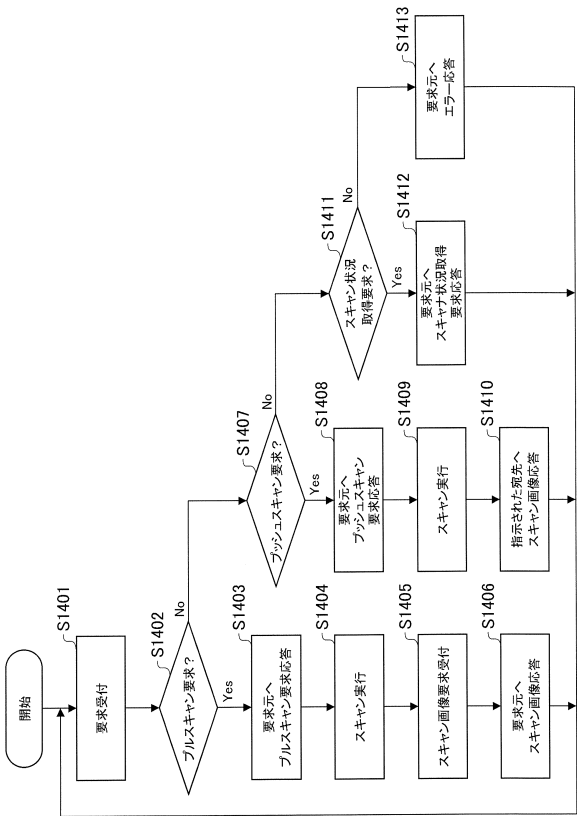 開始
S1401
要求受付
S1402
プルスキャン要求？
Yes
No
S1403
要求元へ
プルスキャン要求応答
S1404
スキャン実行
S1405
スキャン画像要求受付
S1406
要求元へ
スキャン画像応答
S1407
プッシュスキャン要求？
Yes
No
S1408
要求元へ
プッシュスキャン
要求応答
S1409
スキャン実行
S1410
指示された宛先へ
スキャン画像応答
S1411
スキャン状況
取得要求？
Yes
No
S1412
要求元へ
スキャナ状況取得
要求応答
S1413
要求元へ
エラー応答